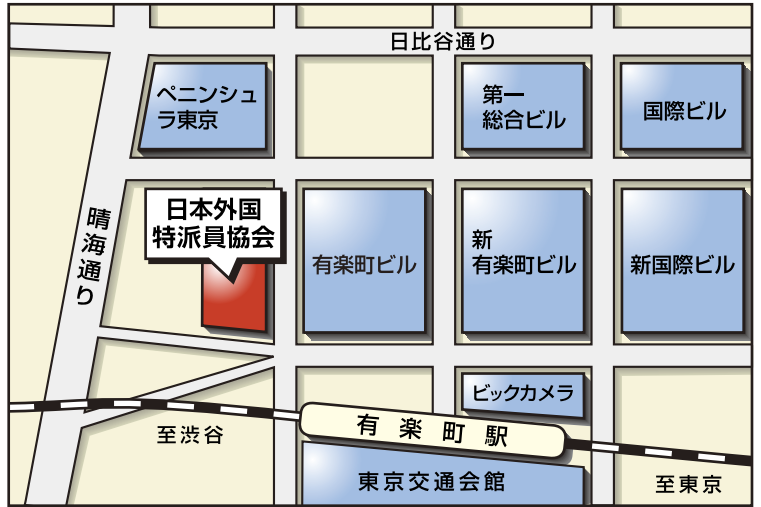 日比谷通り
ペニンシュ
ラ東京
第一
総合ビル
国際ビル
晴海通り
日本外国
特派員協会
有楽町ビル
新
有楽町ビル
新国際ビル
ビックカメラ
有楽町駅
至渋谷
東京交通会館
至東京